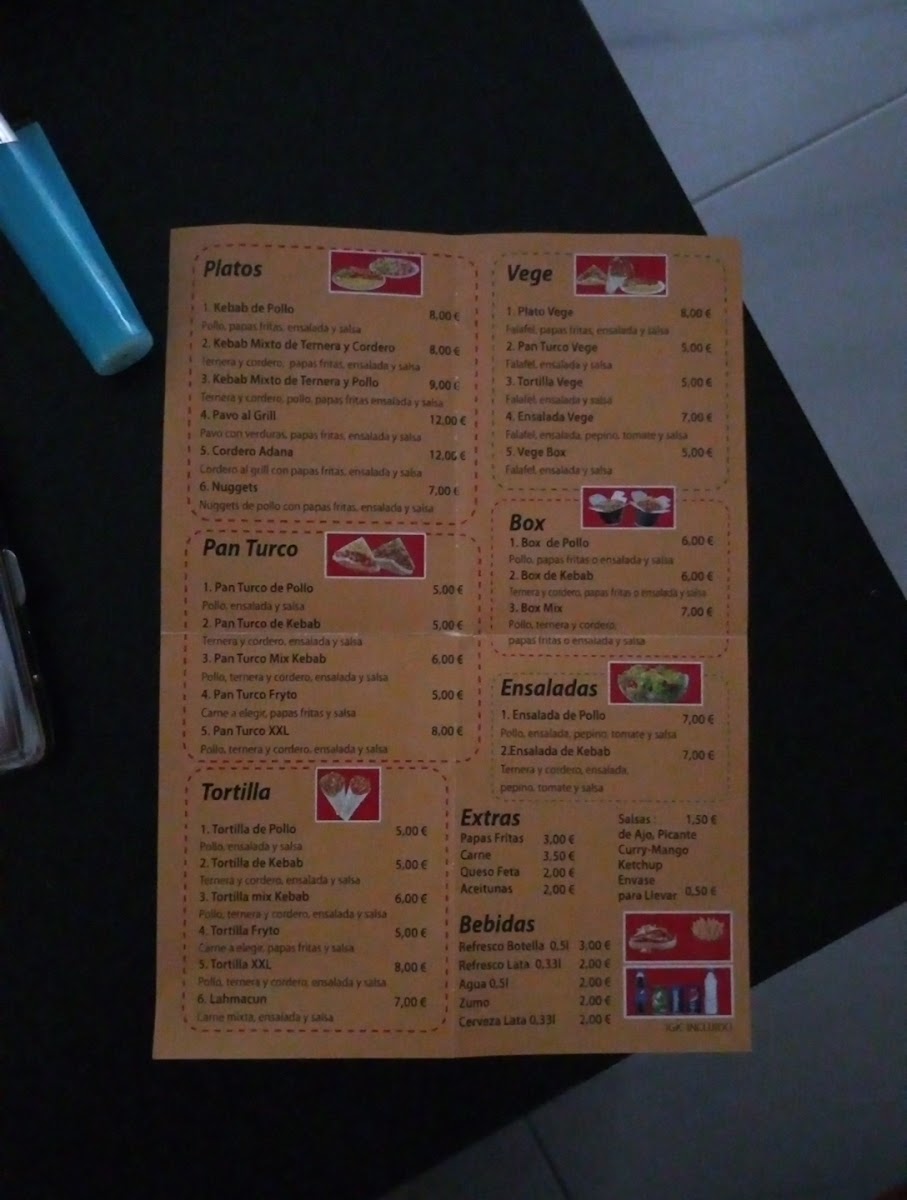 Platos
1. Kebab de Pollo 8,00 €
Pollo, papas fritas, ensalada y salsa
2. Kebab Mixto de Ternera y Cordero 8,00 €
Ternera y cordero, papas fritas, ensalada y salsa
3. Kebab Mixto de Ternera y Pollo 9,00 €
Ternera y cordero, pollo, papas fritas ensalada y salsa
4. Pavo al Grill 12,00 €
Pavo con verduras, papas fritas, ensalada y salsa
5. Cordero Adana 12,00 €
Cordero al grill con papas fritas, ensalada y salsa
6. Nuggets 7,00 €
Nuggets de pollo con papas fritas, ensalada y salsa
Pan Turco
1. Pan Turco de Pollo 5,00 €
Pollo, ensalada y salsa
2. Pan Turco de Kebab 5,00 €
Ternera y cordero, ensalada y salsa
3. Pan Turco Mix Kebab 6,00 €
Pollo, ternera y cordero, ensalada y salsa
4. Pan Turco Fryto 5,00 €
Carne a elegir, papas fritas y salsa
5. Pan Turco XXL 8,00 €
Pollo, ternera y cordero, ensalada y salsa
Tortilla
1. Tortilla de Pollo 5,00 €
Pollo, ensalada y salsa
2. Tortilla de Kebab 5,00 €
Ternera y cordero, ensalada y salsa
3. Tortilla mix Kebab 6,00 €
Pollo, ternera y cordero, ensalada y salsa
4. Tortilla Fryto 5,00 €
Carne a elegir, papas fritas y salsa
5. Tortilla XXL 8,00 €
Pollo, ternera y cordero, ensalada y salsa
6. Lahmacun 7,00 €
Carne mixta, ensalada y salsa
Vege
1. Plato Vege 8,00 €
Falafel, papas fritas, ensalada y salsa
2. Pan Turco Vege 5,00 €
Falafel, ensalada y salsa
3. Tortilla Vege 5,00 €
Falafel, ensalada y salsa
4. Ensalada Vege 7,00 €
Falafel, ensalada, pepino, tomate y salsa
5. Vege Box 5,00 €
Falafel, ensalada y salsa
Box
1. Box de Pollo 6,00 €
Pollo, papas fritas o ensalada y salsa
2. Box de Kebab 6,00 €
Ternera y cordero, papas fritas o ensalada y salsa
3. Box Mix 7,00 €
Pollo, ternera y cordero,
papas fritas o ensalada y salsa
Ensaladas
1. Ensalada de Pollo 7,00 €
Pollo, ensalada, pepino, tomate y salsa
2.Ensalada de Kebab 7,00 €
Ternera y cordero, ensalada,
pepino, tomate y salsa
Extras
Papas Fritas 3,00 €
Carne 3,50 €
Queso Feta 2,00 €
Aceitunas 2,00 €
Salsas : 1,50 €
de Ajo, Picante
Curry-Mango
Ketchup
Envase
para Llevar 0,50 €
Bebidas
Refresco Botella 0,5l 3,00 €
Refresco Lata 0,33l 2,00 €
Agua 0,5l 2,00 €
Zumo 2,00 €
Cerveza Lata 0,33l 2,00 €
IGIC INCLUIDO